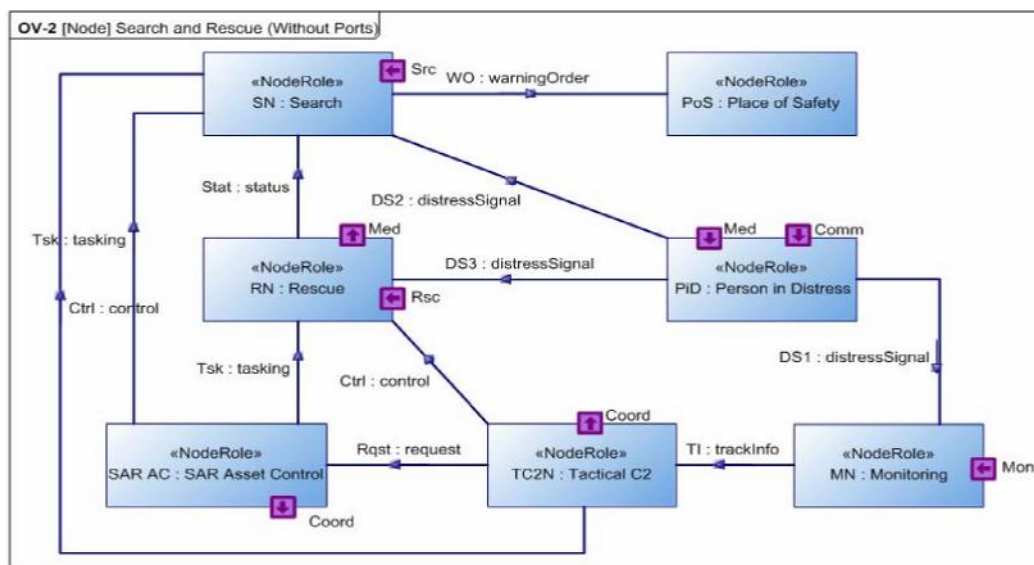 OV-2 [Node] Search and Rescue (Without Ports)
«NodeRole»
SN : Search
Src
WO : warningOrder
«NodeRole»
PoS : Place of Safety
Stat : status
DS2 : distressSignal
Tsk : tasking
Med
Med
Comm
«NodeRole»
RN : Rescue
DS3 : distressSignal
«NodeRole»
PiD : Person in Distress
Rsc
Ctrl : control
DS1 : distressSignal
Tsk : tasking
Ctrl : control
Coord
«NodeRole»
SAR AC : SAR Asset Control
Rqst : request
«NodeRole»
TC2N : Tactical C2
TI : trackInfo
«NodeRole»
MN : Monitoring
Mon
Coord